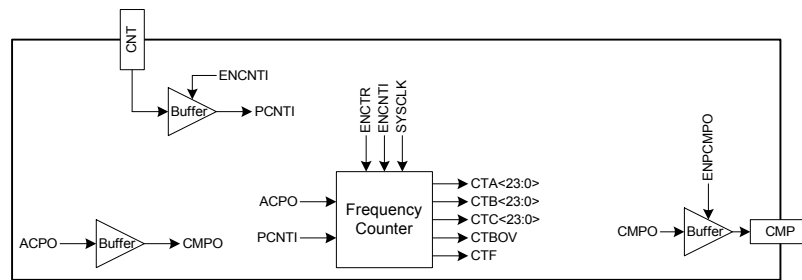 CNT
ENCNTI
Buffer
PCNTI
ENCTR
ENCNTI
SYSCLK
ENPCMPO
ACPO
Buffer
CMPO
ACPO
PCNTI
Frequency
Counter
CTA<23:0>
CTB<23:0>
CTC<23:0>
CTBOV
CTF
CMPO
Buffer
CMP